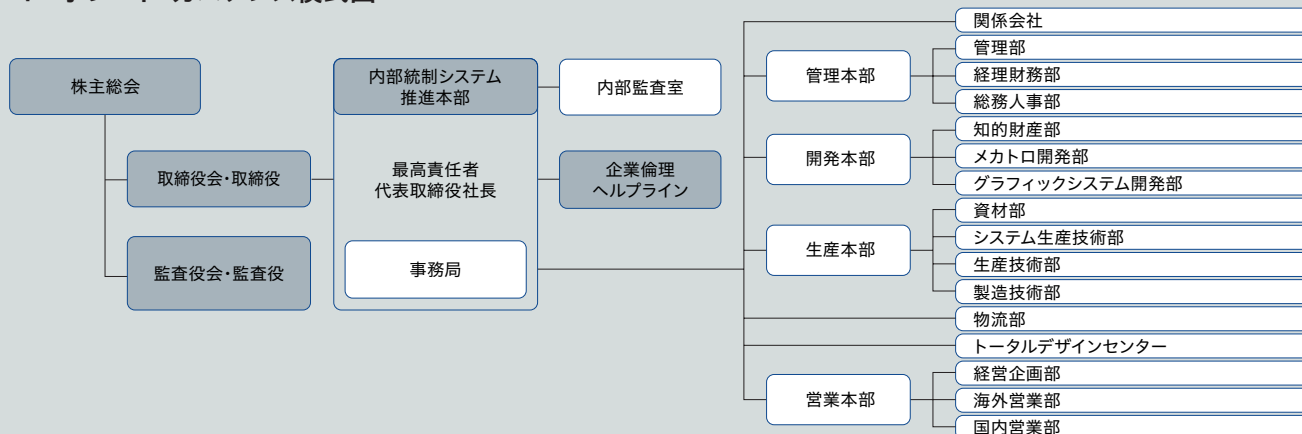 株主総会
取締役会・取締役
監査役会・監査役
内部統制システム
推進本部
最高責任者
代表取締役社長
事務局
内部監査室
企業倫理
ヘルプライン
関係会社
管理本部
管理部
経理財務部
総務人事部
開発本部
知的財産部
メカトロ開発部
グラフィックシステム開発部
生産本部
資材部
システム生産技術部
生産技術部
製造技術部
物流部
トータルデザインセンター
営業本部
経営企画部
海外営業部
国内営業部